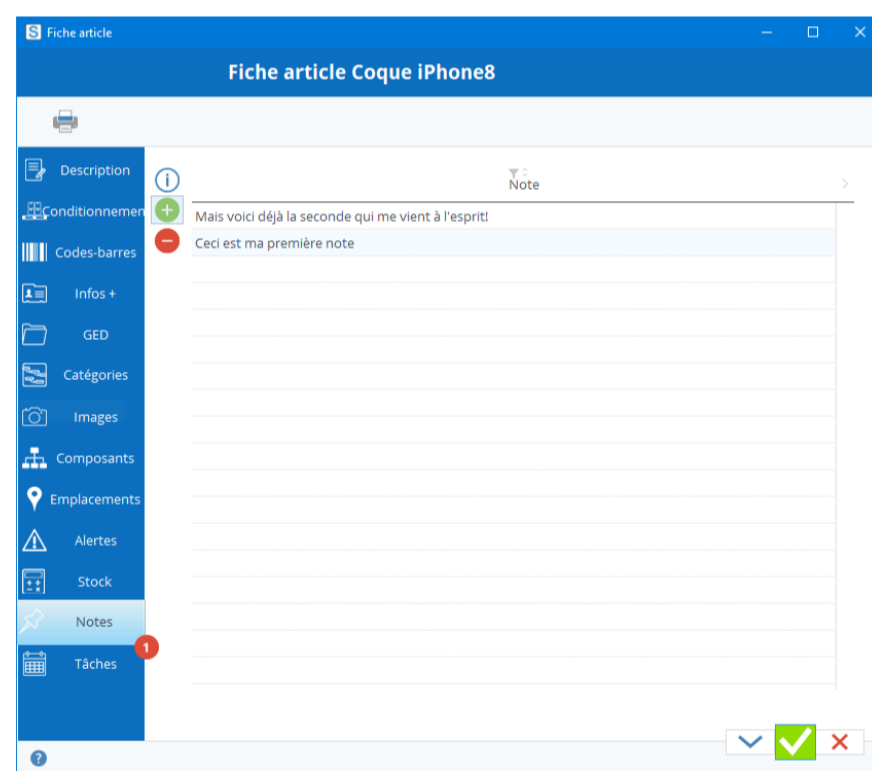 S Fiche article
Fiche article Coque iPhone8
Description
Conditionnemen
Codes-barres
Infos +
GED
Catégories
Images
Composants
Emplacements
Alertes
Stock
Notes
1
Tâches
Note
Mais voici déjà la seconde qui me vient à l'esprit!
Ceci est ma première note